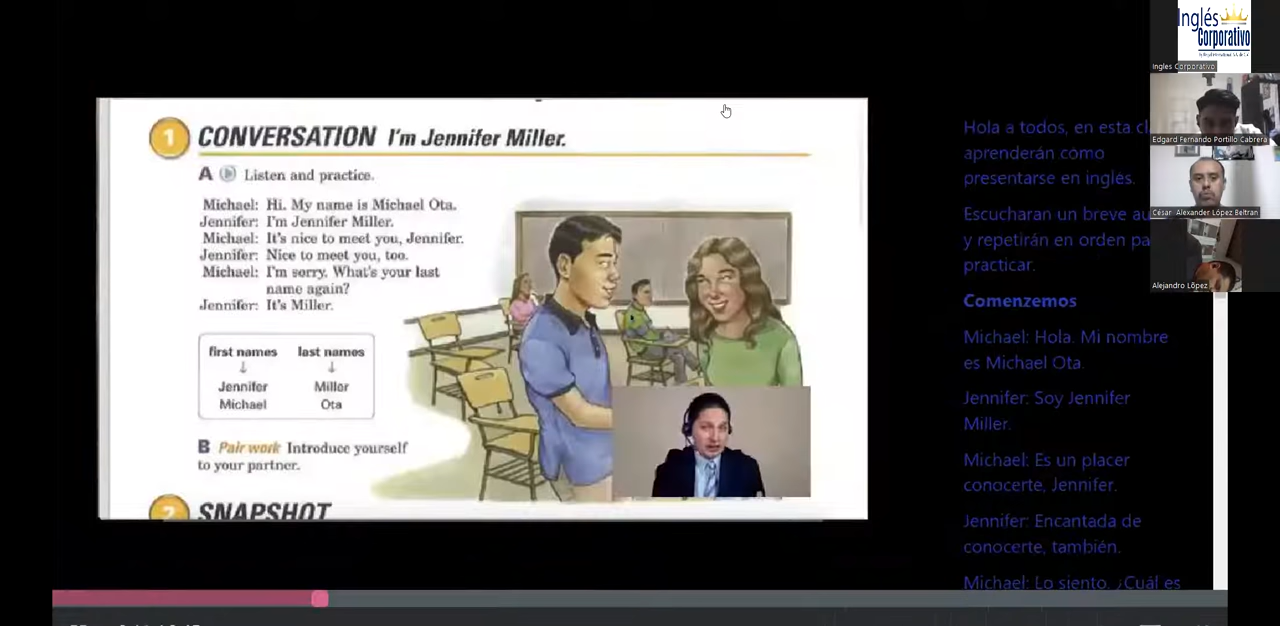 1 CONVERSATION I'm Jennifer Miller.
A Listen and practice.
Michael: Hi. My name is Michael Ota.
Jennifer: I'm Jennifer Miller.
Michael: It's nice to meet you, Jennifer.
Jennifer: Nice to meet you, too.
Michael: I'm sorry. What's your last
name again?
Jennifer: It's Miller.
first names last names
Jennifer Miller
Michael Ota
B Pair work Introduce yourself
to your partner.
2 SNAPSHOT
Hola a todos, en esta cl
aprenderán como
presentarse en inglés.
Escucharan un breve au
y repetirán en orden pa
practicar.
Comenzemos
Michael: Hola. Mi nombre
es Michael Ota.
Jennifer: Soy Jennifer
Miller.
Michael: Es un placer
conocerte, Jennifer.
Jennifer: Encantada de
conocerte, también.
Michael: Lo siento. ¿Cuál es
Inglés
Corporativo
Ingles Corporativo
Edgard Fernando Portillo Cabrera
César Alexander López Beltran
Alejandro López